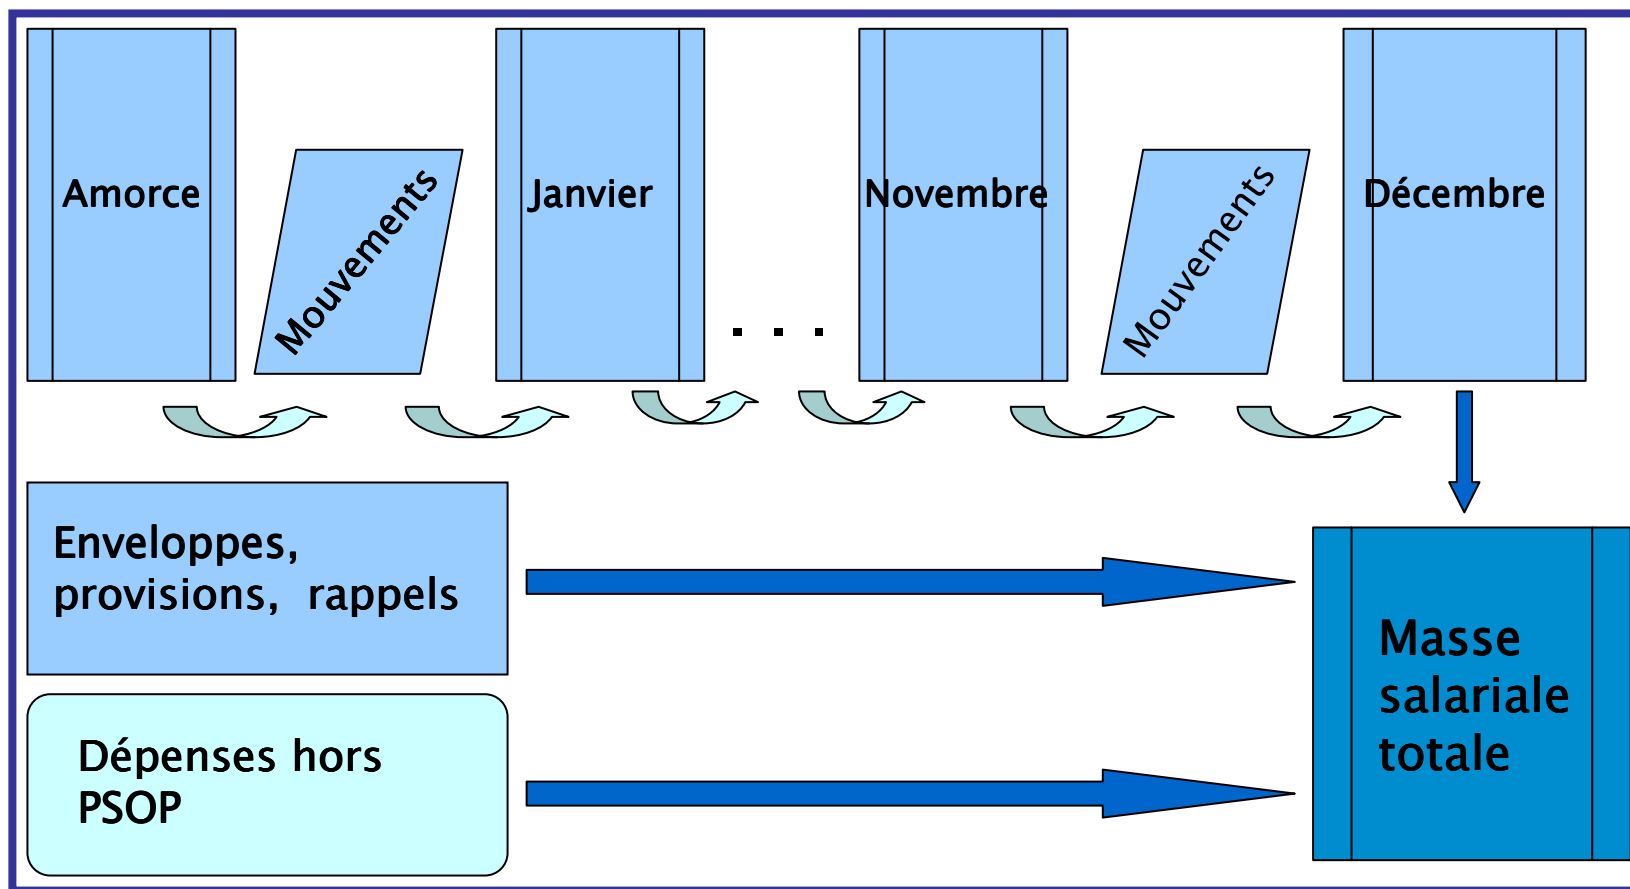 Amorce
Mouvements
Janvier
. . .
Novembre
Mouvements
Décembre
Enveloppes,
provisions, rappels
Dépenses hors
PSOP
Masse
salariale
totale